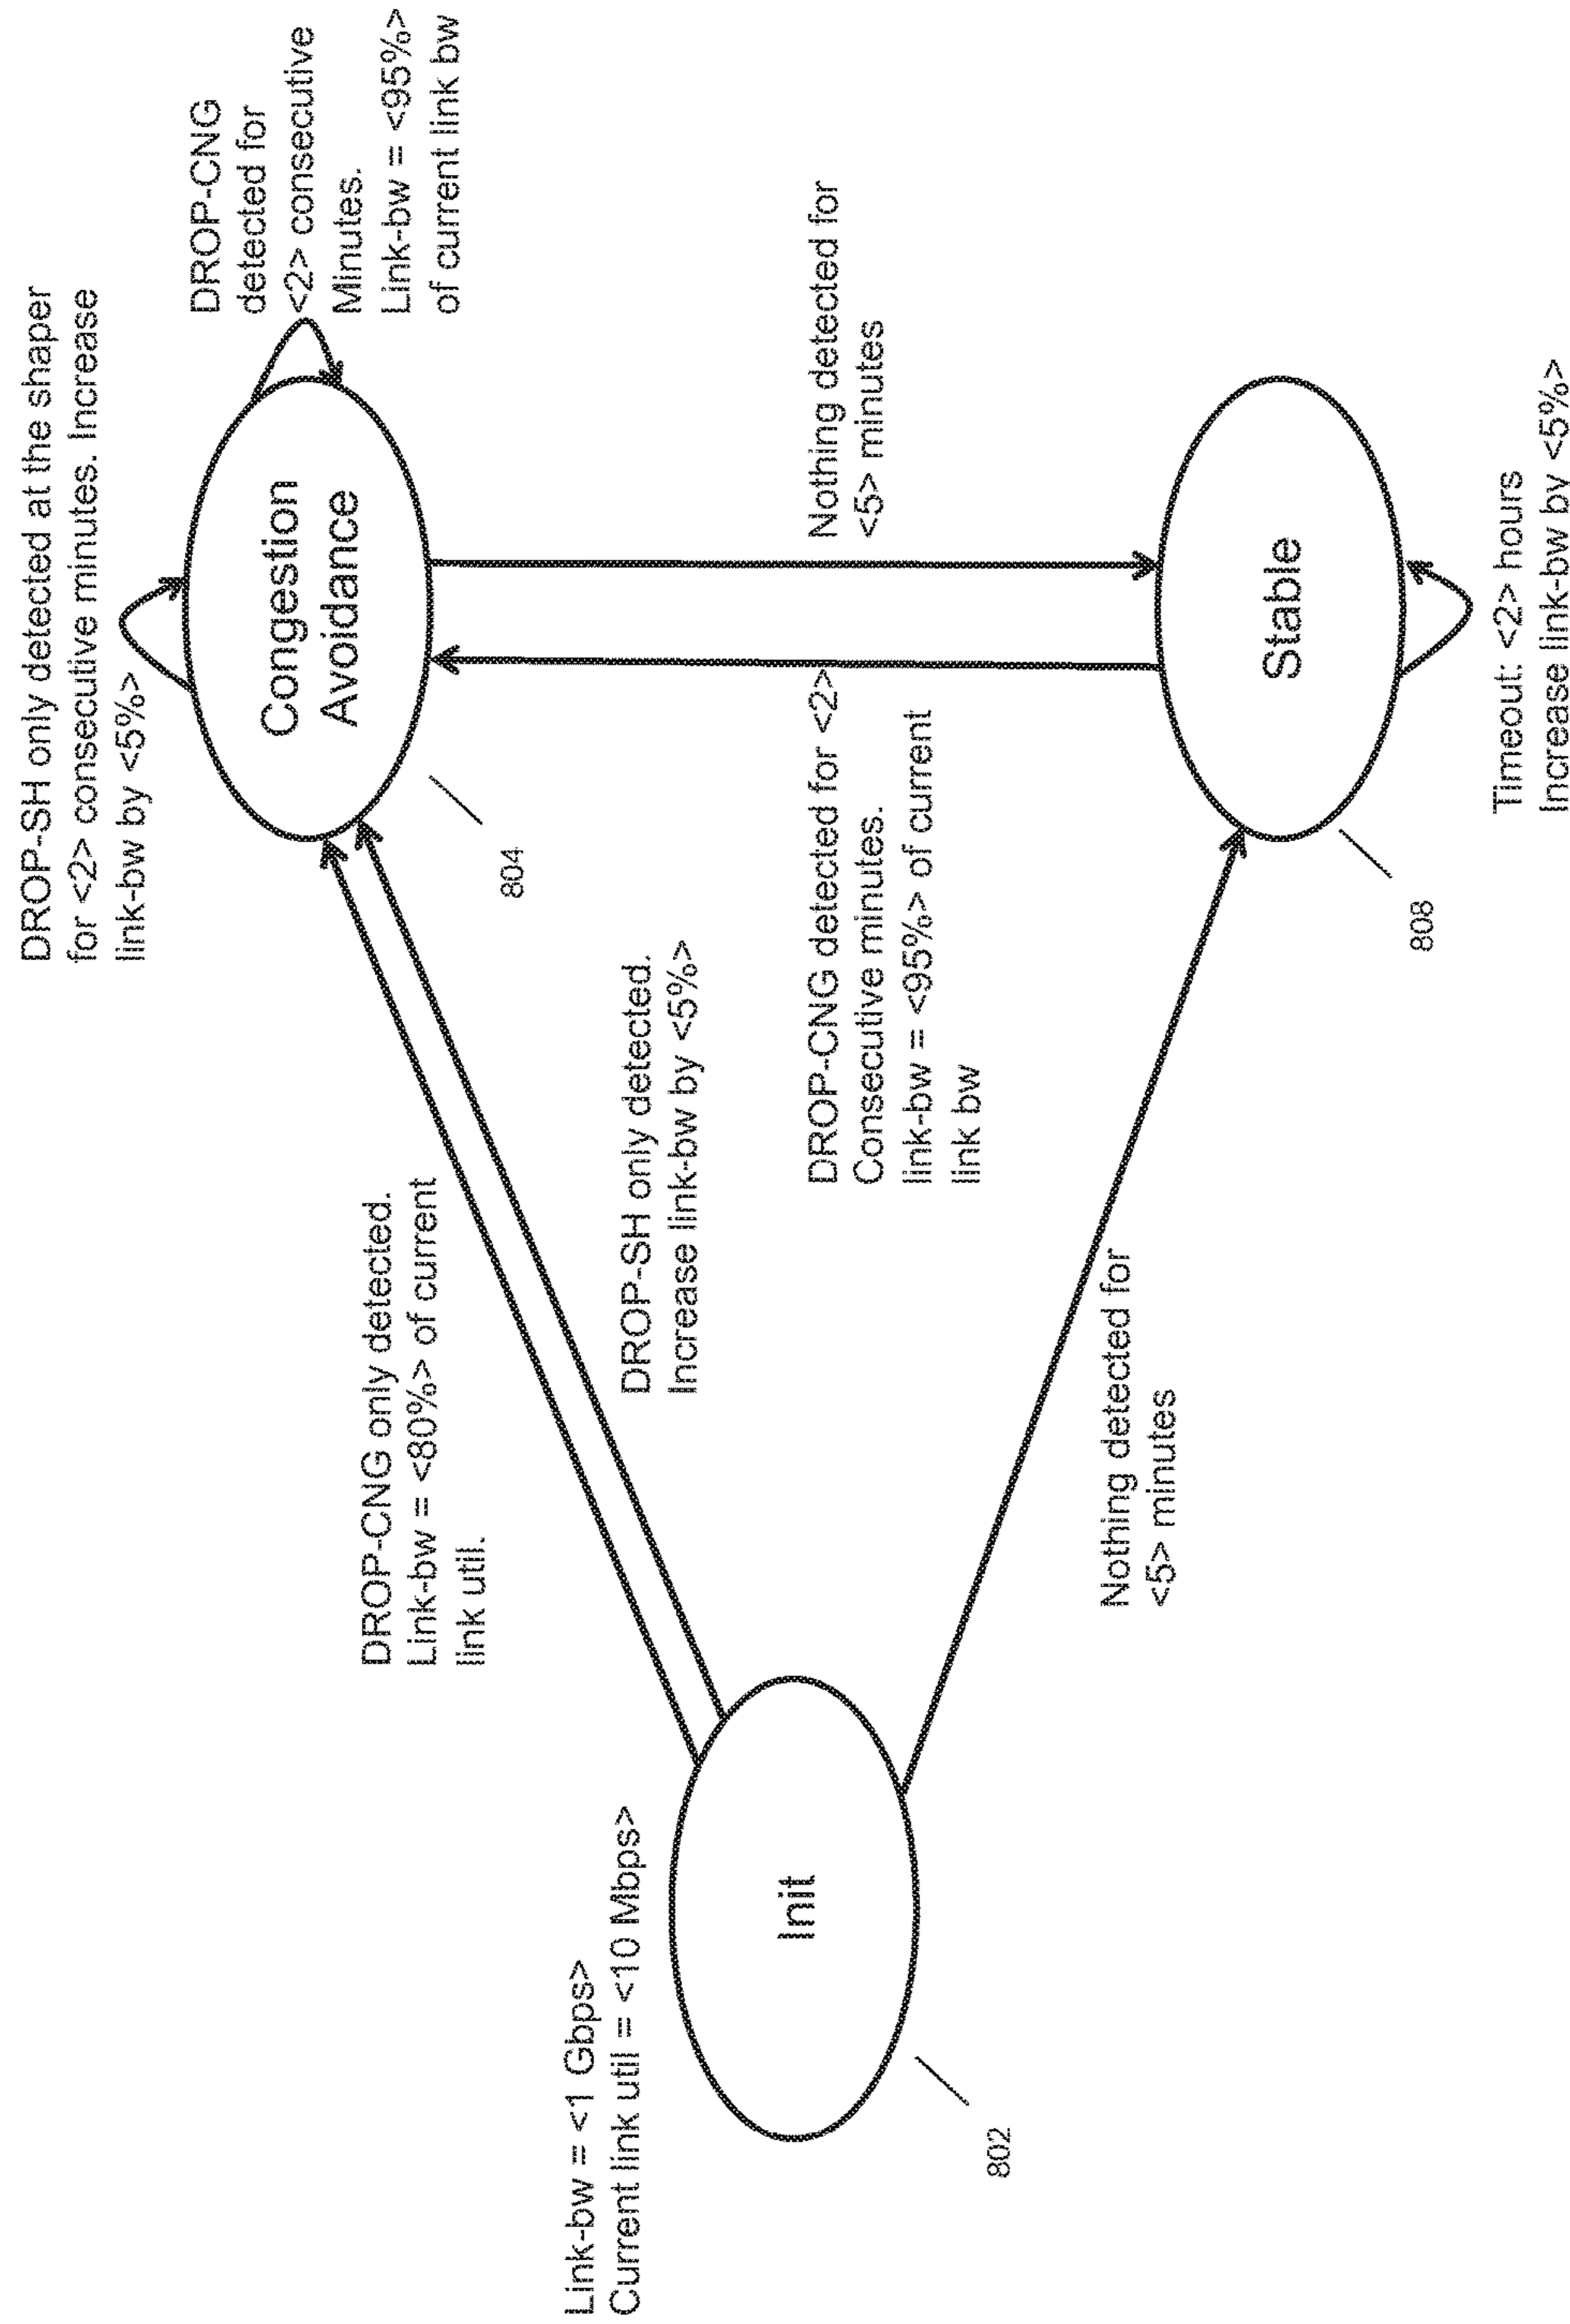 DROP-SH only detected at the shaper
for <2> consecutive minutes. Increase
link-bw by <5%>
DROP-CNG
detected for
<2> consecutive
Minutes.
Link-bw = <95%>
of current link bw
Congestion
Avoidance
804
DROP-CNG only detected.
Link-bw = <80%> of current
link util.
DROP-SH only detected.
Increase link-bw by <5%>
Link-bw = <1 Gbps>
Current link util = <10 Mbps>
Init
802
DROP-CNG detected for <2>
Consecutive minutes.
link-bw = <95%> of current
link bw
Nothing detected for
<5> minutes
Nothing detected for
<5> minutes
Stable
808
Timeout: <2> hours
Increase link-bw by <5%>